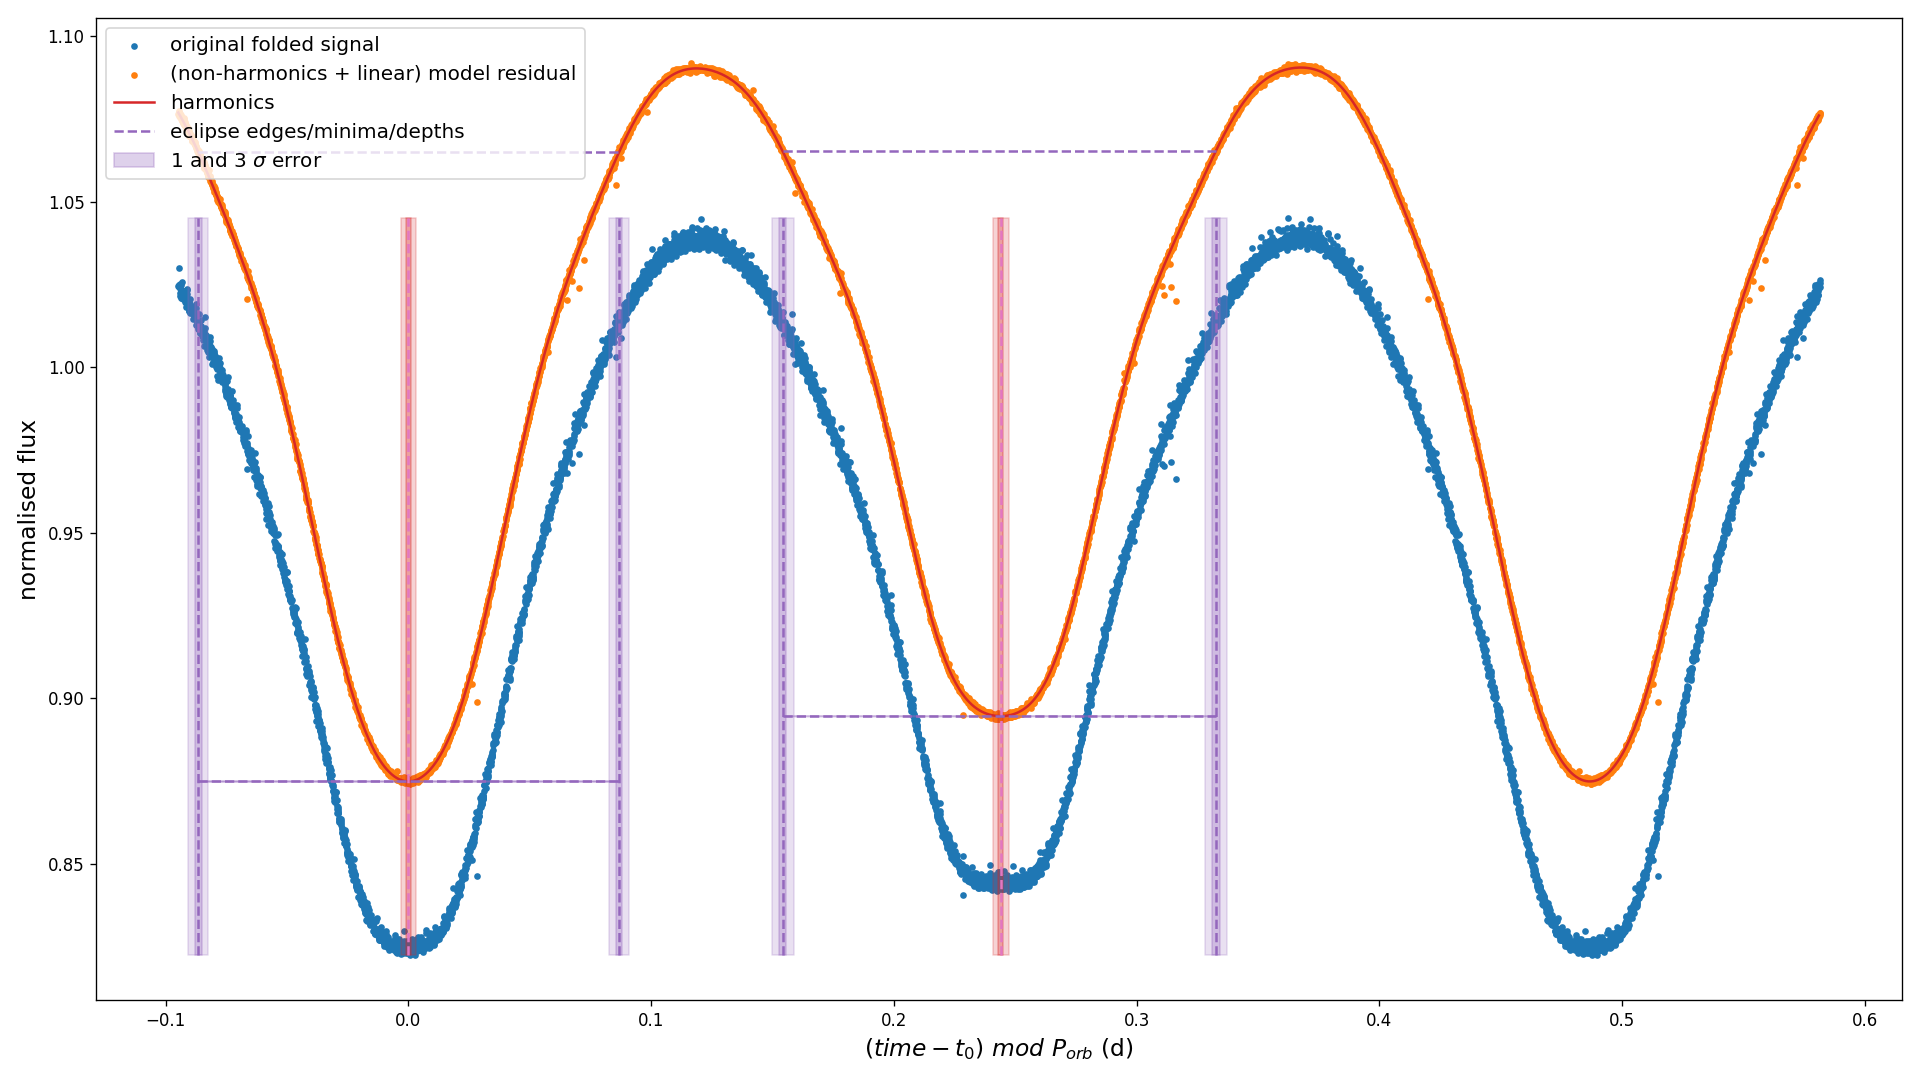 original folded signal
(non-harmonics + linear) model residual
harmonics
eclipse edges/minima/depths
1 and 3 σ error
normalised flux
1.10
1.05
1.00
0.95
0.90
0.85
−0.1 0.0 0.1 0.2 0.3 0.4 0.5 0.6
(time − t₀) mod Pₒᵣb (d)